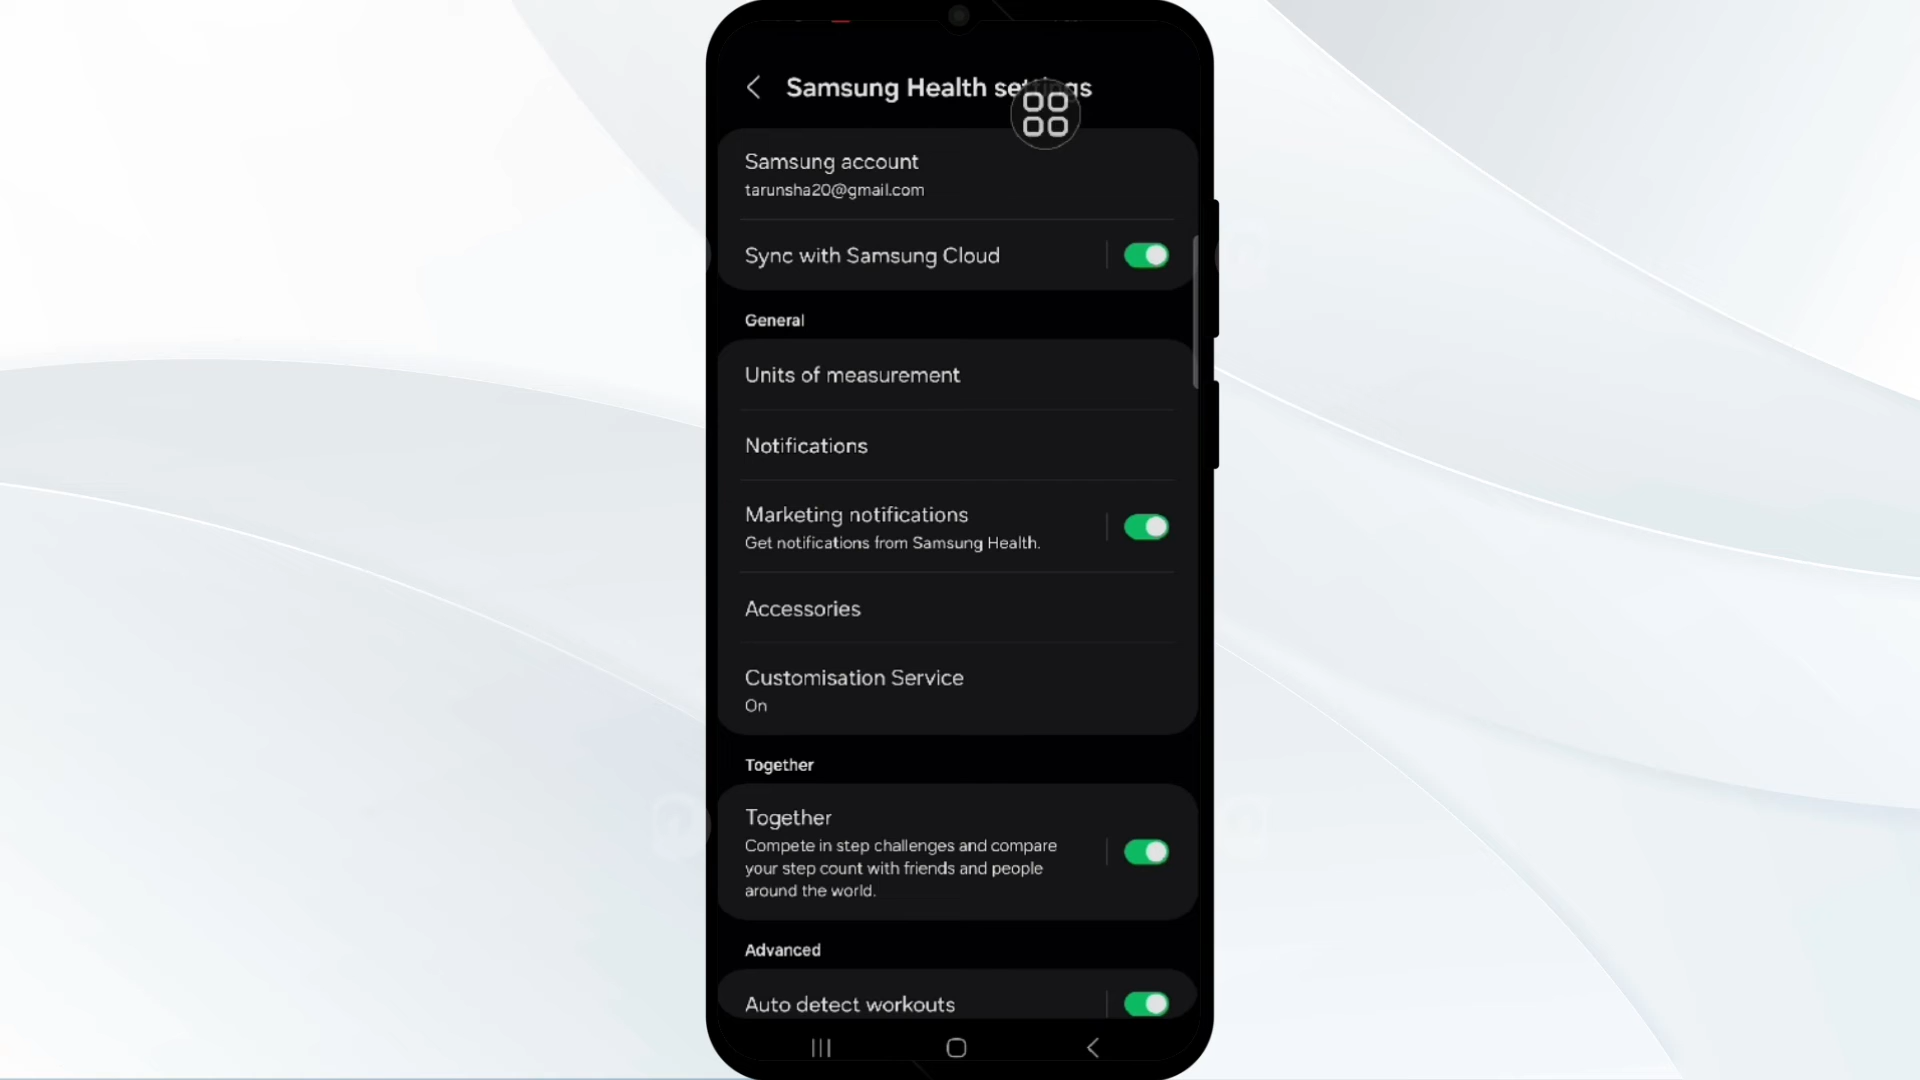 Samsung Health settings
Samsung account
tarunsha20@gmail.com
Sync with Samsung Cloud
General
Units of measurement
Notifications
Marketing notifications
Get notifications from Samsung Health.
Accessories
Customisation Service
On
Together
Together
Compete in step challenges and compare
your step count with friends and people
around the world.
Advanced
Auto detect workouts